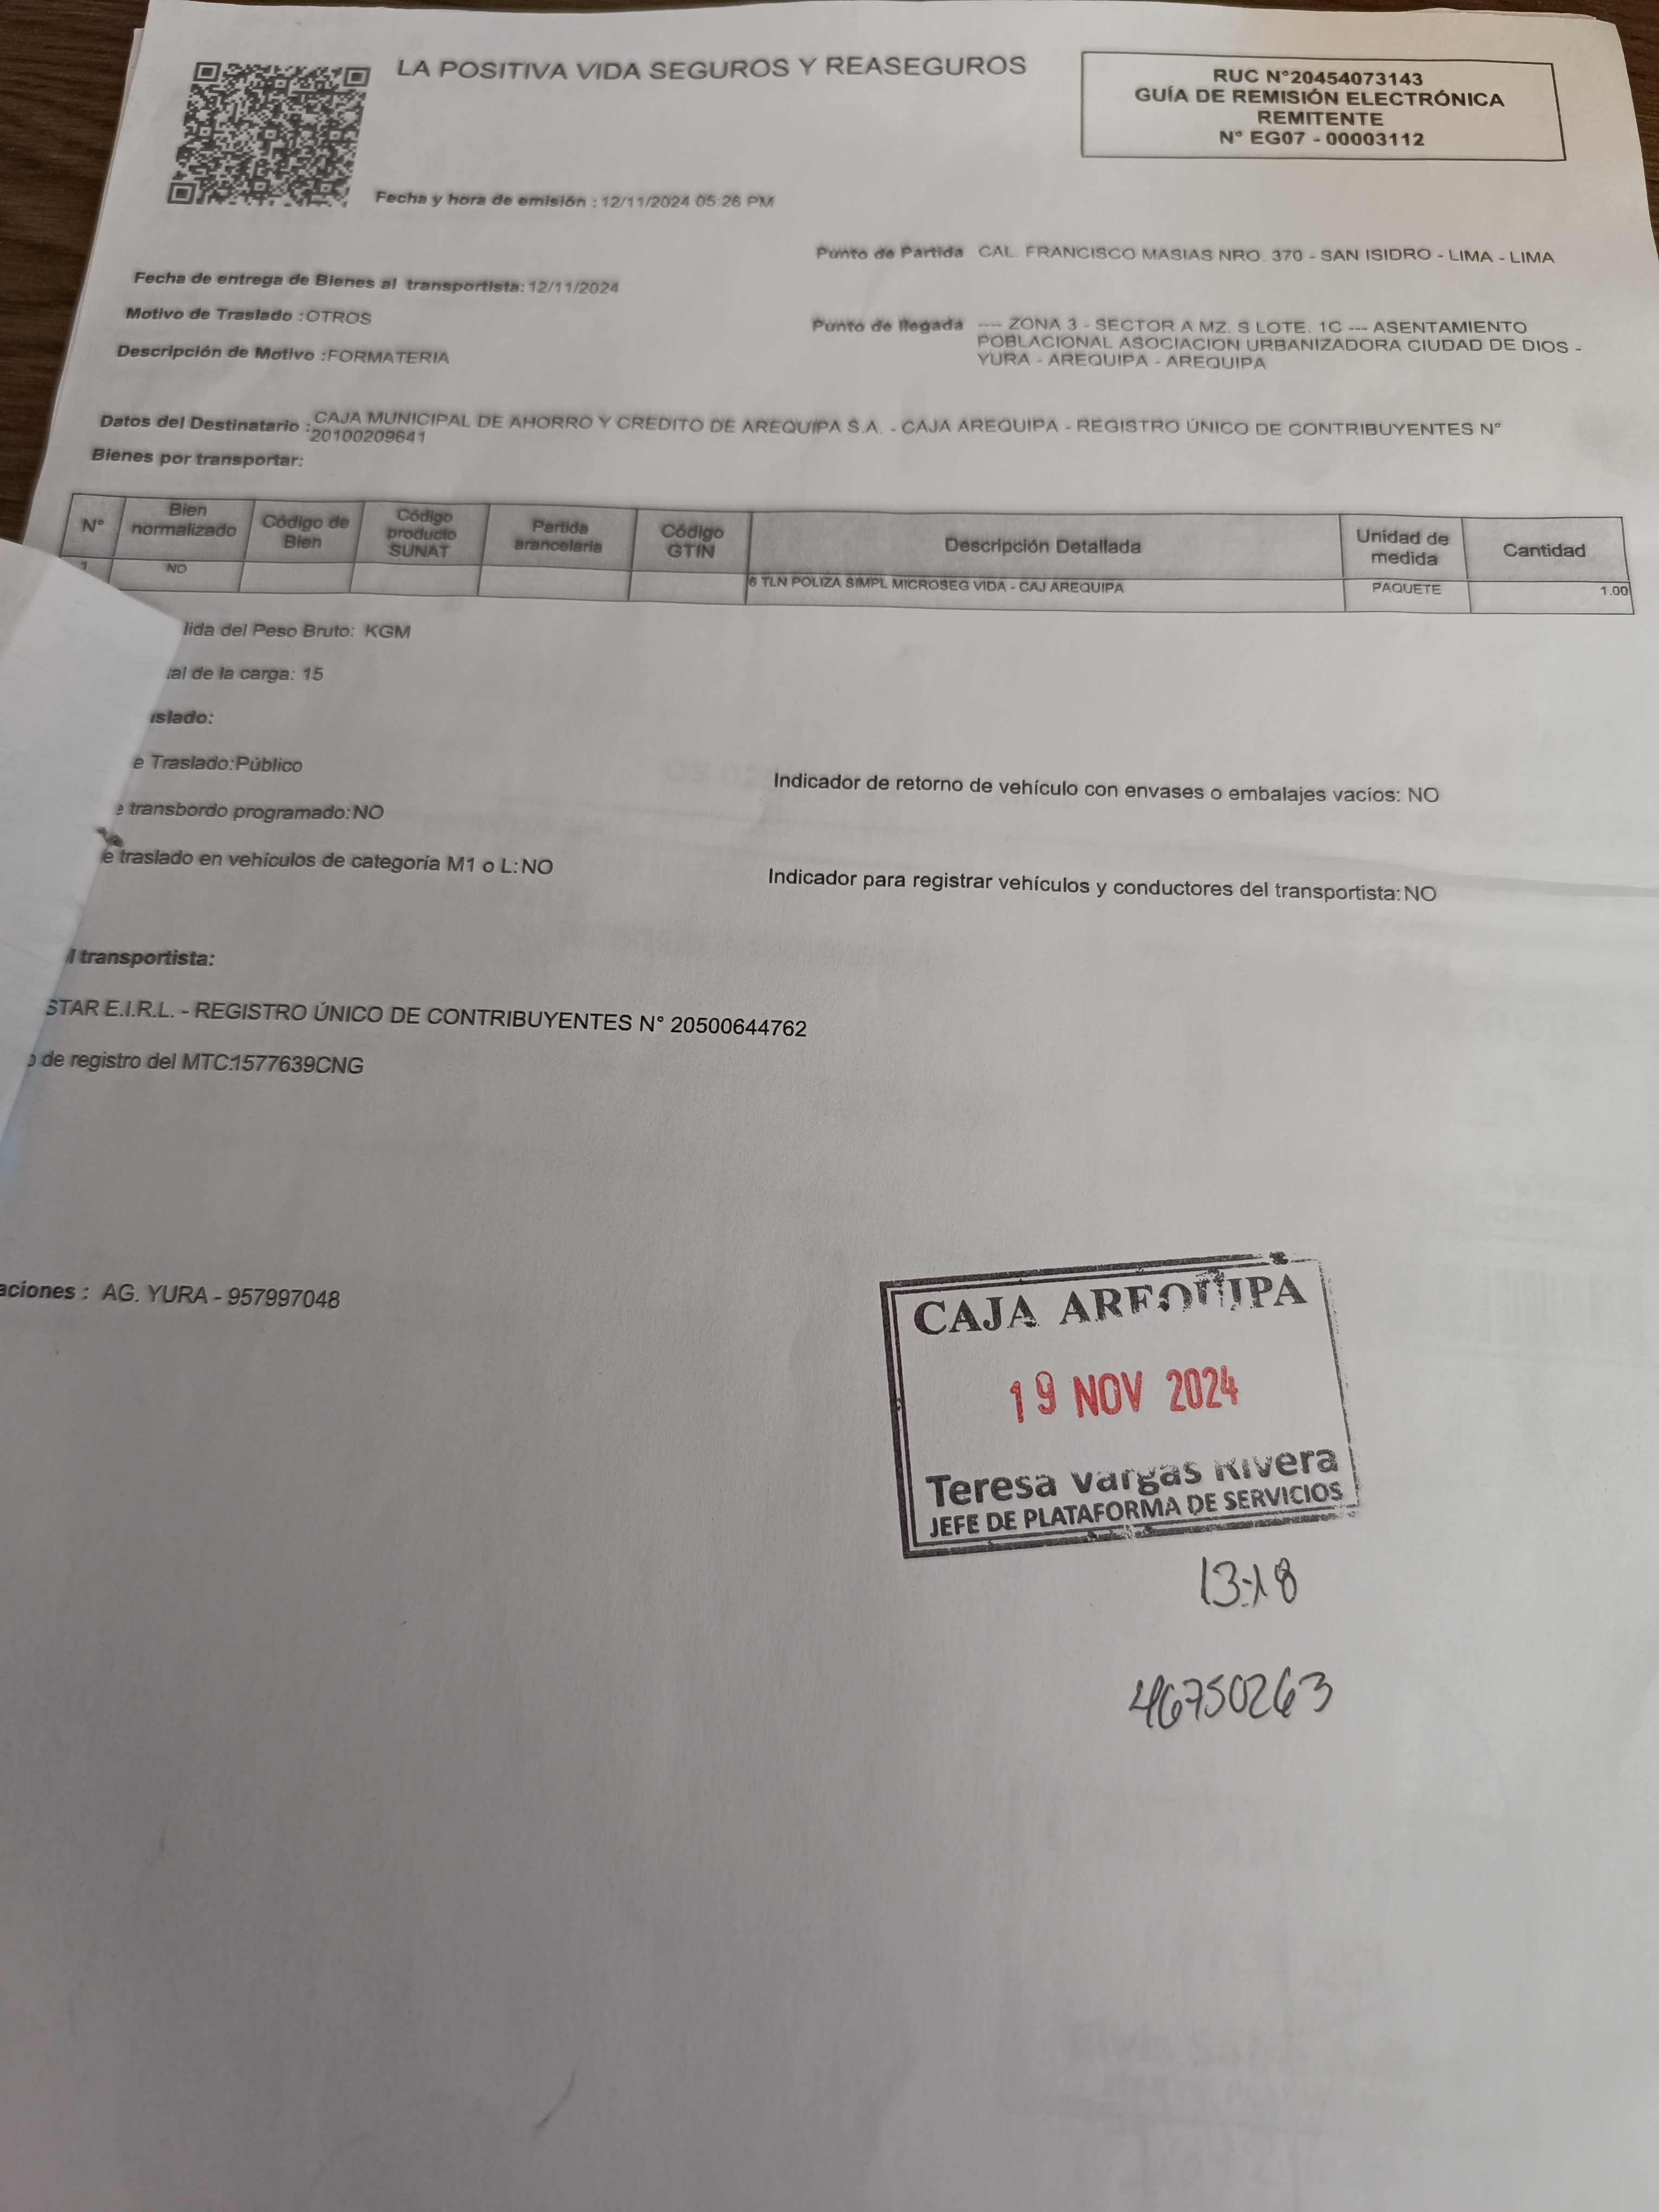 LA POSITIVA VIDA SEGUROS Y REASEGUROS
RUC N°20454073143
GUÍA DE REMISIÓN ELECTRÓNICA
REMITENTE
N° EG07 - 00003112
Fecha y hora de emisión : 12/11/2024 05:26 PM
Punto de Partida CAL. FRANCISCO MASIAS NRO. 370 - SAN ISIDRO - LIMA - LIMA
Fecha de entrega de Bienes al transportista: 12/11/2024
Motivo de Traslado :OTROS
Punto de llegada ---- ZONA 3 - SECTOR A MZ. S LOTE. 1C --- ASENTAMIENTO
POBLACIONAL ASOCIACION URBANIZADORA CIUDAD DE DIOS -
YURA - AREQUIPA - AREQUIPA
Descripción de Motivo :FORMATERIA
Datos del Destinatario :CAJA MUNICIPAL DE AHORRO Y CREDITO DE AREQUIPA S.A. - CAJA AREQUIPA - REGISTRO ÚNICO DE CONTRIBUYENTES N°
20100209641
Bienes por transportar:
N° Bien normalizado Código de Bien Código producto SUNAT Partida arancelaria Código GTIN Descripción Detallada Unidad de medida Cantidad
1 NO 6 TLN POLIZA SIMPL MICROSEG VIDA - CAJ AREQUIPA PAQUETE 1.00
lida del Peso Bruto: KGM
tal de la carga: 15
slado:
e Traslado:Público
Indicador de retorno de vehículo con envases o embalajes vacíos: NO
e transbordo programado:NO
e traslado en vehículos de categoría M1 o L:NO
Indicador para registrar vehículos y conductores del transportista:NO
l transportista:
STAR E.I.R.L. - REGISTRO ÚNICO DE CONTRIBUYENTES N° 20500644762
o de registro del MTC:1577639CNG
aciones : AG. YURA - 957997048
CAJA AREQUIPA
19 NOV 2024
Teresa Vargas Rivera
JEFE DE PLATAFORMA DE SERVICIOS
13:18
46750263